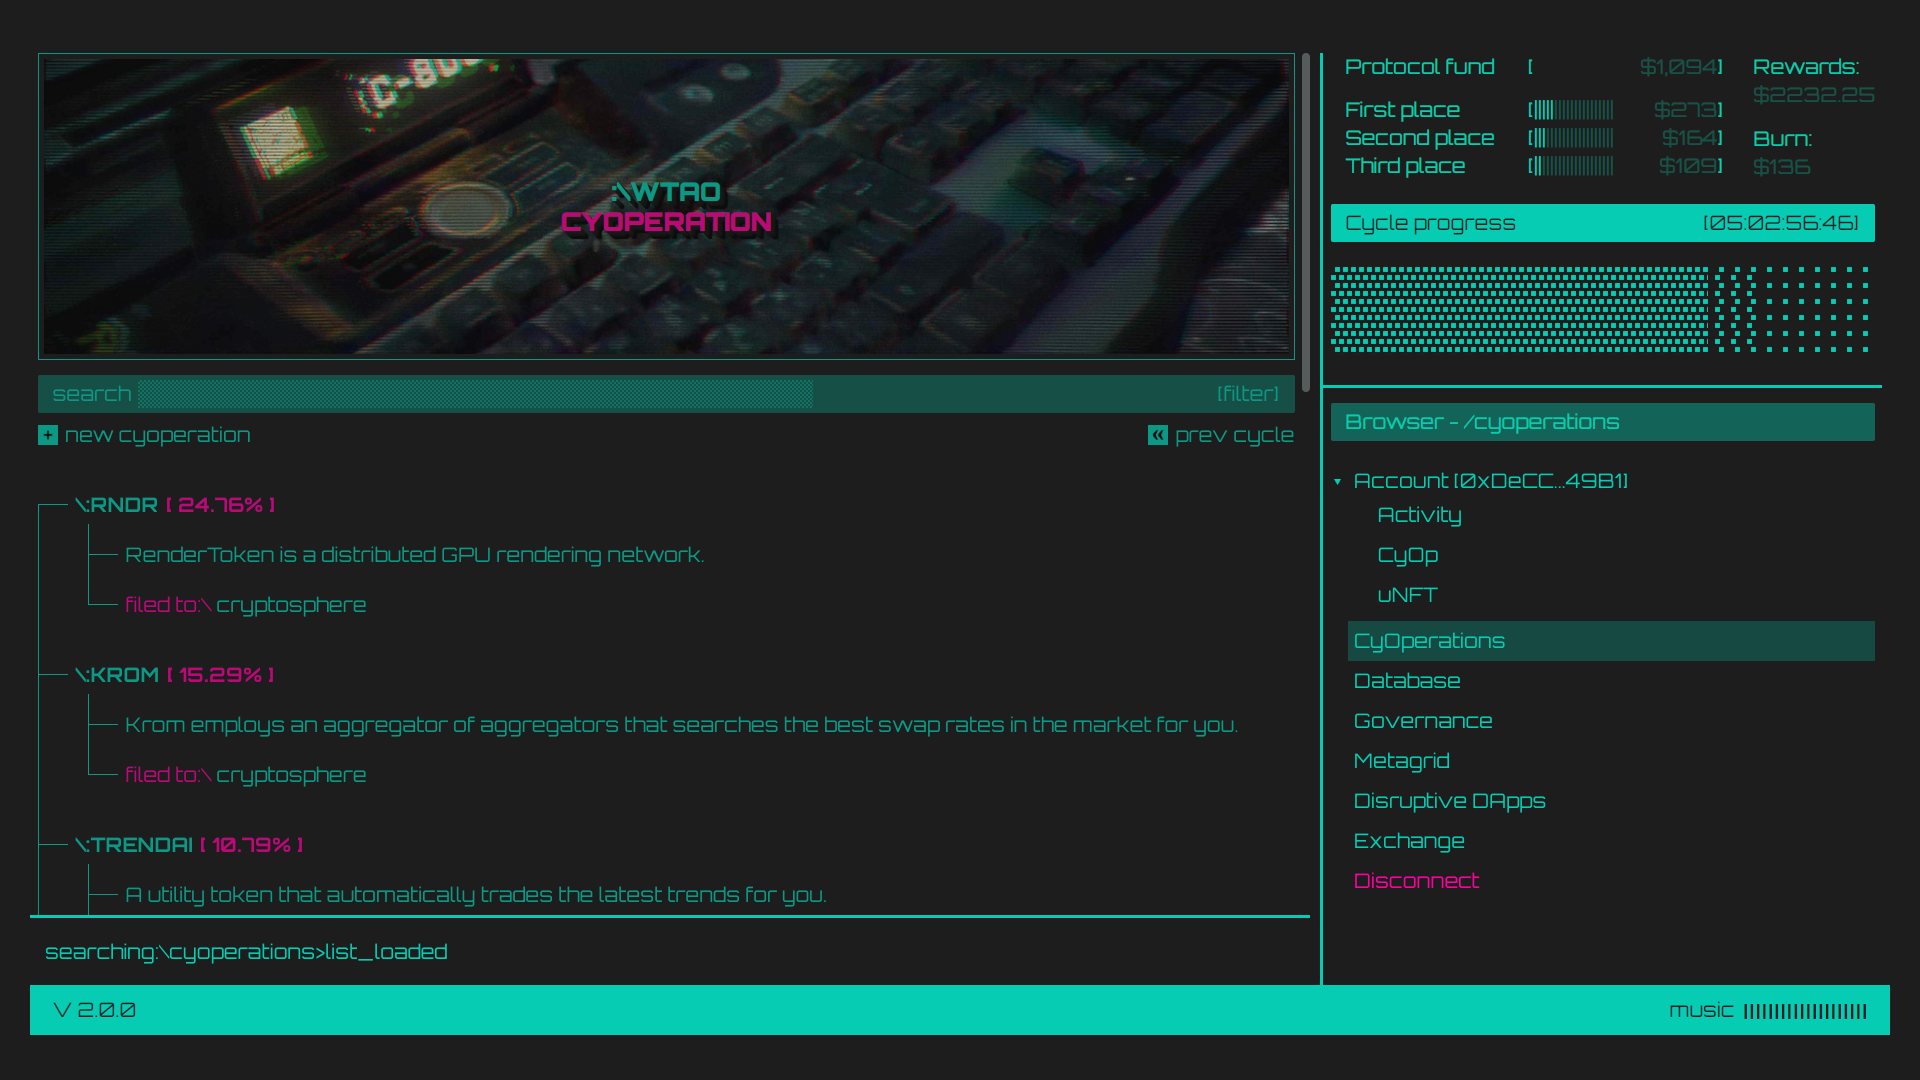 (C-800
:\WTAO
CYOPERATION
search [filter]
+ new cyoperation « prev cycle
\:RNDR [ 24.76% ]
RenderToken is a distributed GPU rendering network.
filed to:\ cryptosphere
\:KROM [ 15.29% ]
Krom employs an aggregator of aggregators that searches the best swap rates in the market for you.
filed to:\ cryptosphere
\:TRENDAI [ 10.79% ]
A utility token that automatically trades the latest trends for you.
searching:\cyoperations>list_loaded
Protocol fund [ $1,094]
First place [ $273]
Second place [ $164]
Third place [ $109]
Rewards:
$2232.25
Burn:
$136
Cycle progress [05:02:56:46]
Browser - /cyoperations
Account [0xDeCC...49B1]
Activity
CyOp
uNFT
CyOperations
Database
Governance
Metagrid
Disruptive DApps
Exchange
Disconnect
V 2.0.0 music